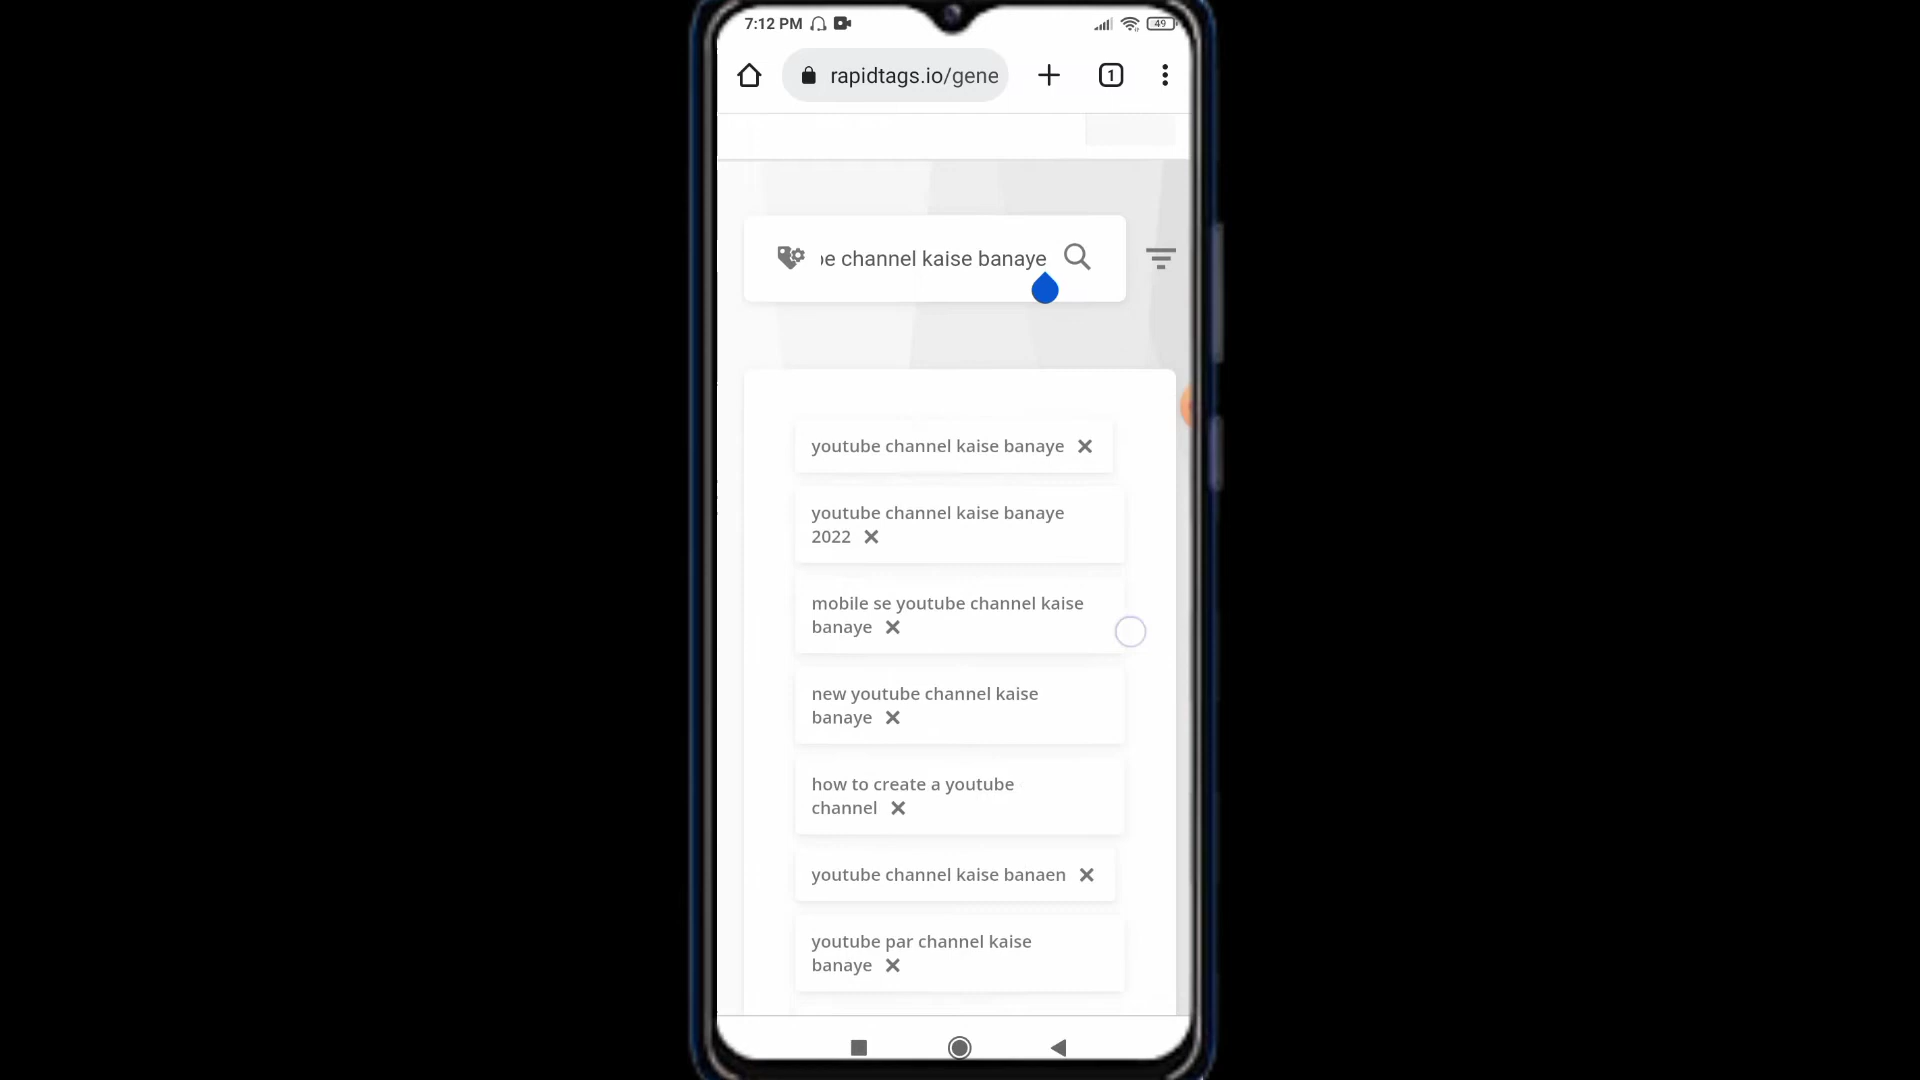 7:12 PM
49
rapidtags.io/gene
1
e channel kaise banaye
youtube channel kaise banaye
youtube channel kaise banaye
2022
mobile se youtube channel kaise
banaye
new youtube channel kaise
banaye
how to create a youtube
channel
youtube channel kaise banaen
youtube par channel kaise
banaye